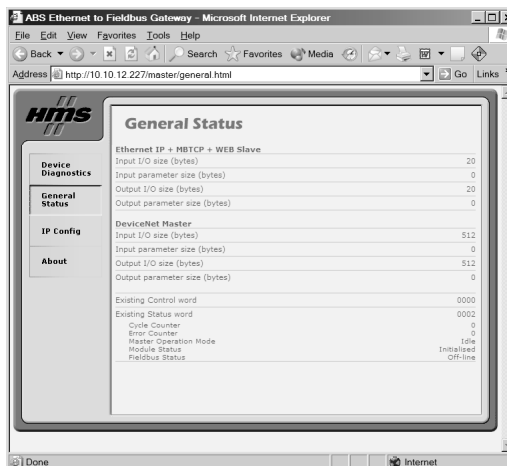 ABS Ethernet to Fieldbus Gateway - Microsoft Internet Explorer
File Edit View Favorites Tools Help
Back Search Favorites Media
Address http://10.10.12.227/master/general.html Go Links
HMS
General Status
Device
Diagnostics
General
Status
IP Config
About
Ethernet IP + MBTCP + WEB Slave
Input I/O size (bytes) 20
Input parameter size (bytes) 0
Output I/O size (bytes) 20
Output parameter size (bytes) 0
DeviceNet Master
Input I/O size (bytes) 512
Input parameter size (bytes) 0
Output I/O size (bytes) 512
Output parameter size (bytes) 0
Existing Control word 0000
Existing Status word 0002
Cycle Counter 0
Error Counter 0
Master Operation Mode Idle
Module Status Initialised
Fieldbus Status Off-line
Done Internet